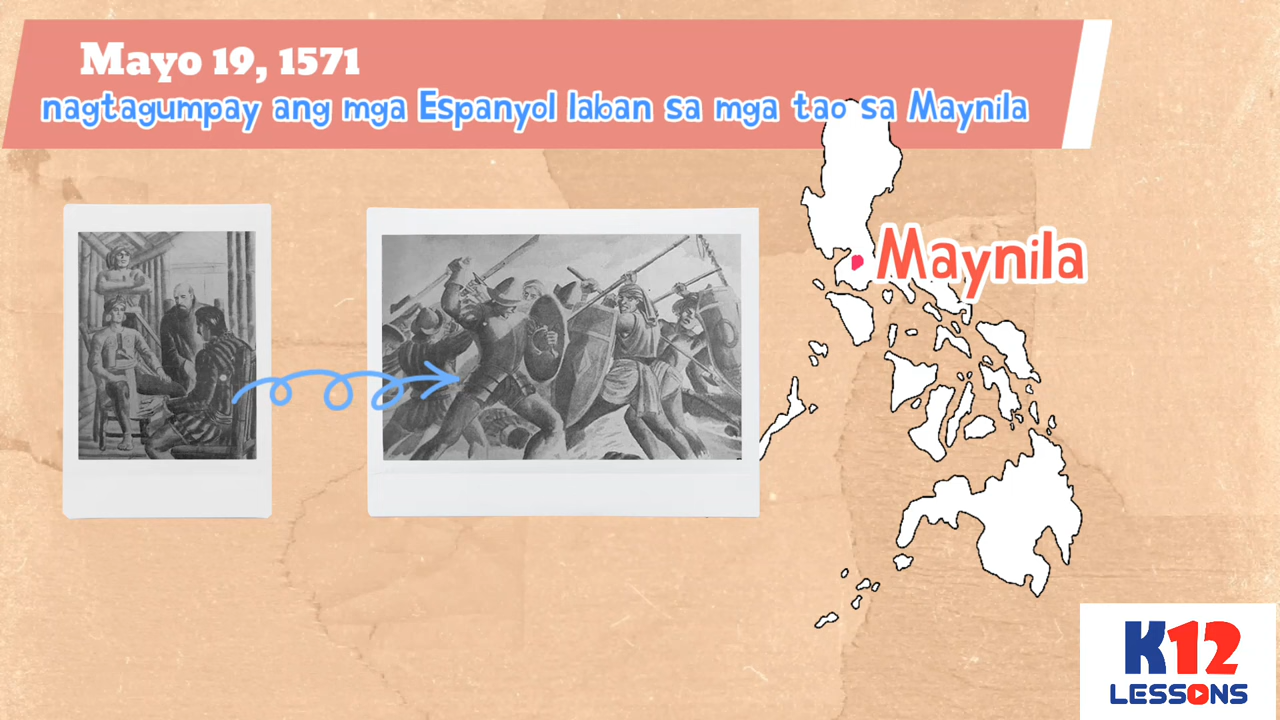 Mayo 19, 1571
nagtagumpay ang mga Espanyol laban sa mga tao sa Maynila
Maynila
K12
LESSONS